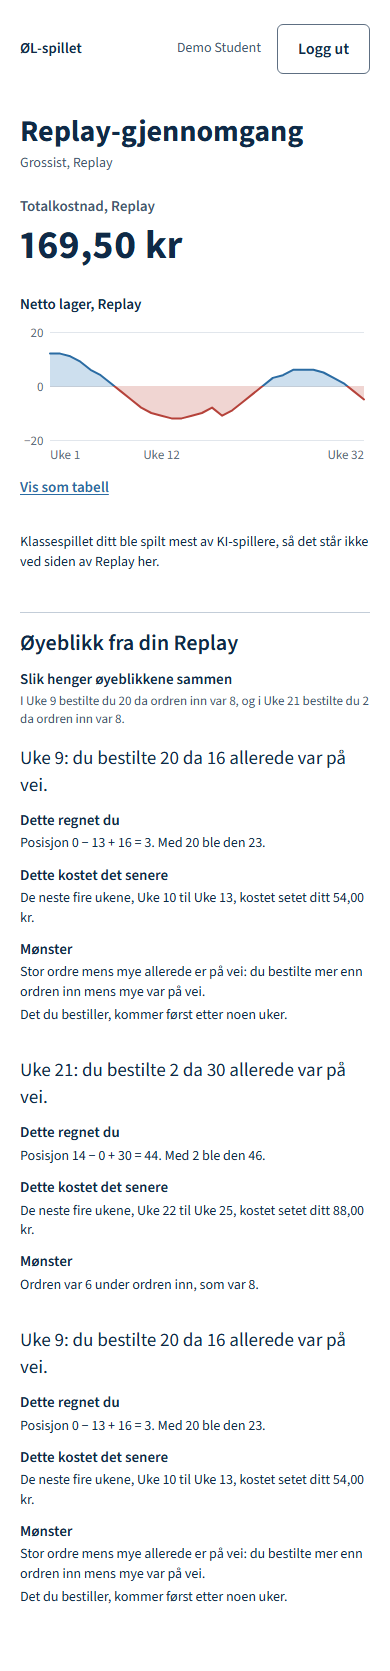 ØL-spillet
Demo Student
Logg ut
Replay-gjennomgang
Grossist, Replay
Totalkostnad, Replay
169,50 kr
Netto lager, Replay
20
0
−20
Uke 1
Uke 12
Uke 32
Vis som tabell
Klassespillet ditt ble spilt mest av KI-spillere, så det står ikke
ved siden av Replay her.
Øyeblikk fra din Replay
Slik henger øyeblikkene sammen
I Uke 9 bestilte du 20 da ordren inn var 8, og i Uke 21 bestilte du 2
da ordren inn var 8.
Uke 9: du bestilte 20 da 16 allerede var på
vei.
Dette regnet du
Posisjon 0 − 13 + 16 = 3. Med 20 ble den 23.
Dette kostet det senere
De neste fire ukene, Uke 10 til Uke 13, kostet setet ditt 54,00
kr.
Mønster
Stor ordre mens mye allerede er på vei: du bestilte mer enn
ordren inn mens mye var på vei.
Det du bestiller, kommer først etter noen uker.
Uke 21: du bestilte 2 da 30 allerede var på
vei.
Dette regnet du
Posisjon 14 − 0 + 30 = 44. Med 2 ble den 46.
Dette kostet det senere
De neste fire ukene, Uke 22 til Uke 25, kostet setet ditt 88,00
kr.
Mønster
Ordren var 6 under ordren inn, som var 8.
Uke 9: du bestilte 20 da 16 allerede var på
vei.
Dette regnet du
Posisjon 0 − 13 + 16 = 3. Med 20 ble den 23.
Dette kostet det senere
De neste fire ukene, Uke 10 til Uke 13, kostet setet ditt 54,00
kr.
Mønster
Stor ordre mens mye allerede er på vei: du bestilte mer enn
ordren inn mens mye var på vei.
Det du bestiller, kommer først etter noen uker.